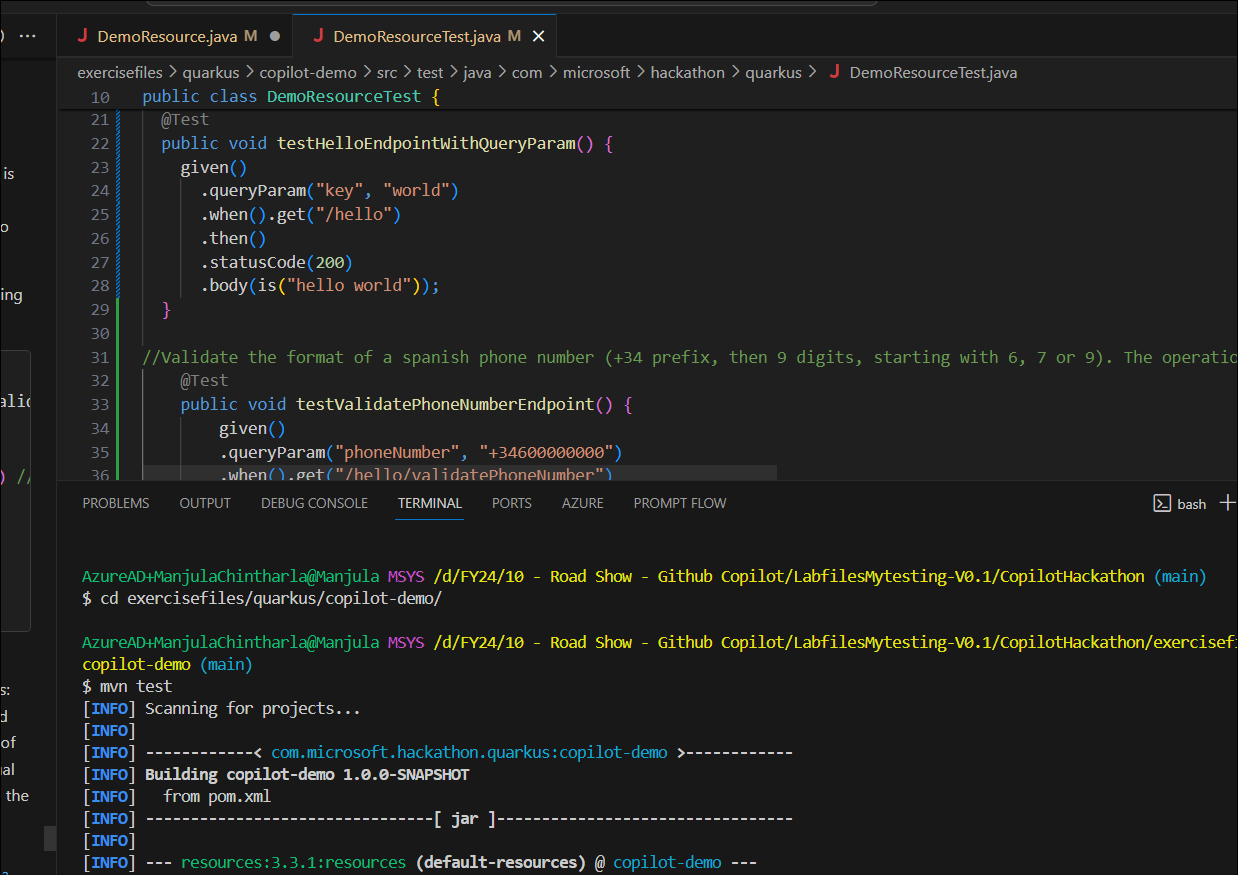 ) ...
J DemoResource.java M ● J DemoResourceTest.java M ×
exercisefiles > quarkus > copilot-demo > src > test > java > com > microsoft > hackathon > quarkus > J DemoResourceTest.java
10 public class DemoResourceTest {
21 @Test
22 public void testHelloEndpointWithQueryParam() {
23 given()
24 .queryParam("key", "world")
25 .when().get("/hello")
26 .then()
27 .statusCode(200)
28 .body(is("hello world"));
29 }
30
31 //Validate the format of a spanish phone number (+34 prefix, then 9 digits, starting with 6, 7 or 9). The operatio
32 @Test
33 public void testValidatePhoneNumberEndpoint() {
34 given()
35 .queryParam("phoneNumber", "+34600000000")
36 .when().get("/hello/validatePhoneNumber")
is
o
ing
alid
) //
s:
d
of
al
the
PROBLEMS OUTPUT DEBUG CONSOLE TERMINAL PORTS AZURE PROMPT FLOW bash +
AzureAD+ManjulaChintharla@Manjula MSYS /d/FY24/10 - Road Show - Github Copilot/LabfilesMytesting-V0.1/CopilotHackathon (main)
$ cd exercisefiles/quarkus/copilot-demo/
AzureAD+ManjulaChintharla@Manjula MSYS /d/FY24/10 - Road Show - Github Copilot/LabfilesMytesting-V0.1/CopilotHackathon/exercisefi
copilot-demo (main)
$ mvn test
[INFO] Scanning for projects...
[INFO]
[INFO] ------------< com.microsoft.hackathon.quarkus:copilot-demo >------------
[INFO] Building copilot-demo 1.0.0-SNAPSHOT
[INFO] from pom.xml
[INFO] --------------------------------[ jar ]---------------------------------
[INFO]
[INFO] --- resources:3.3.1:resources (default-resources) @ copilot-demo ---